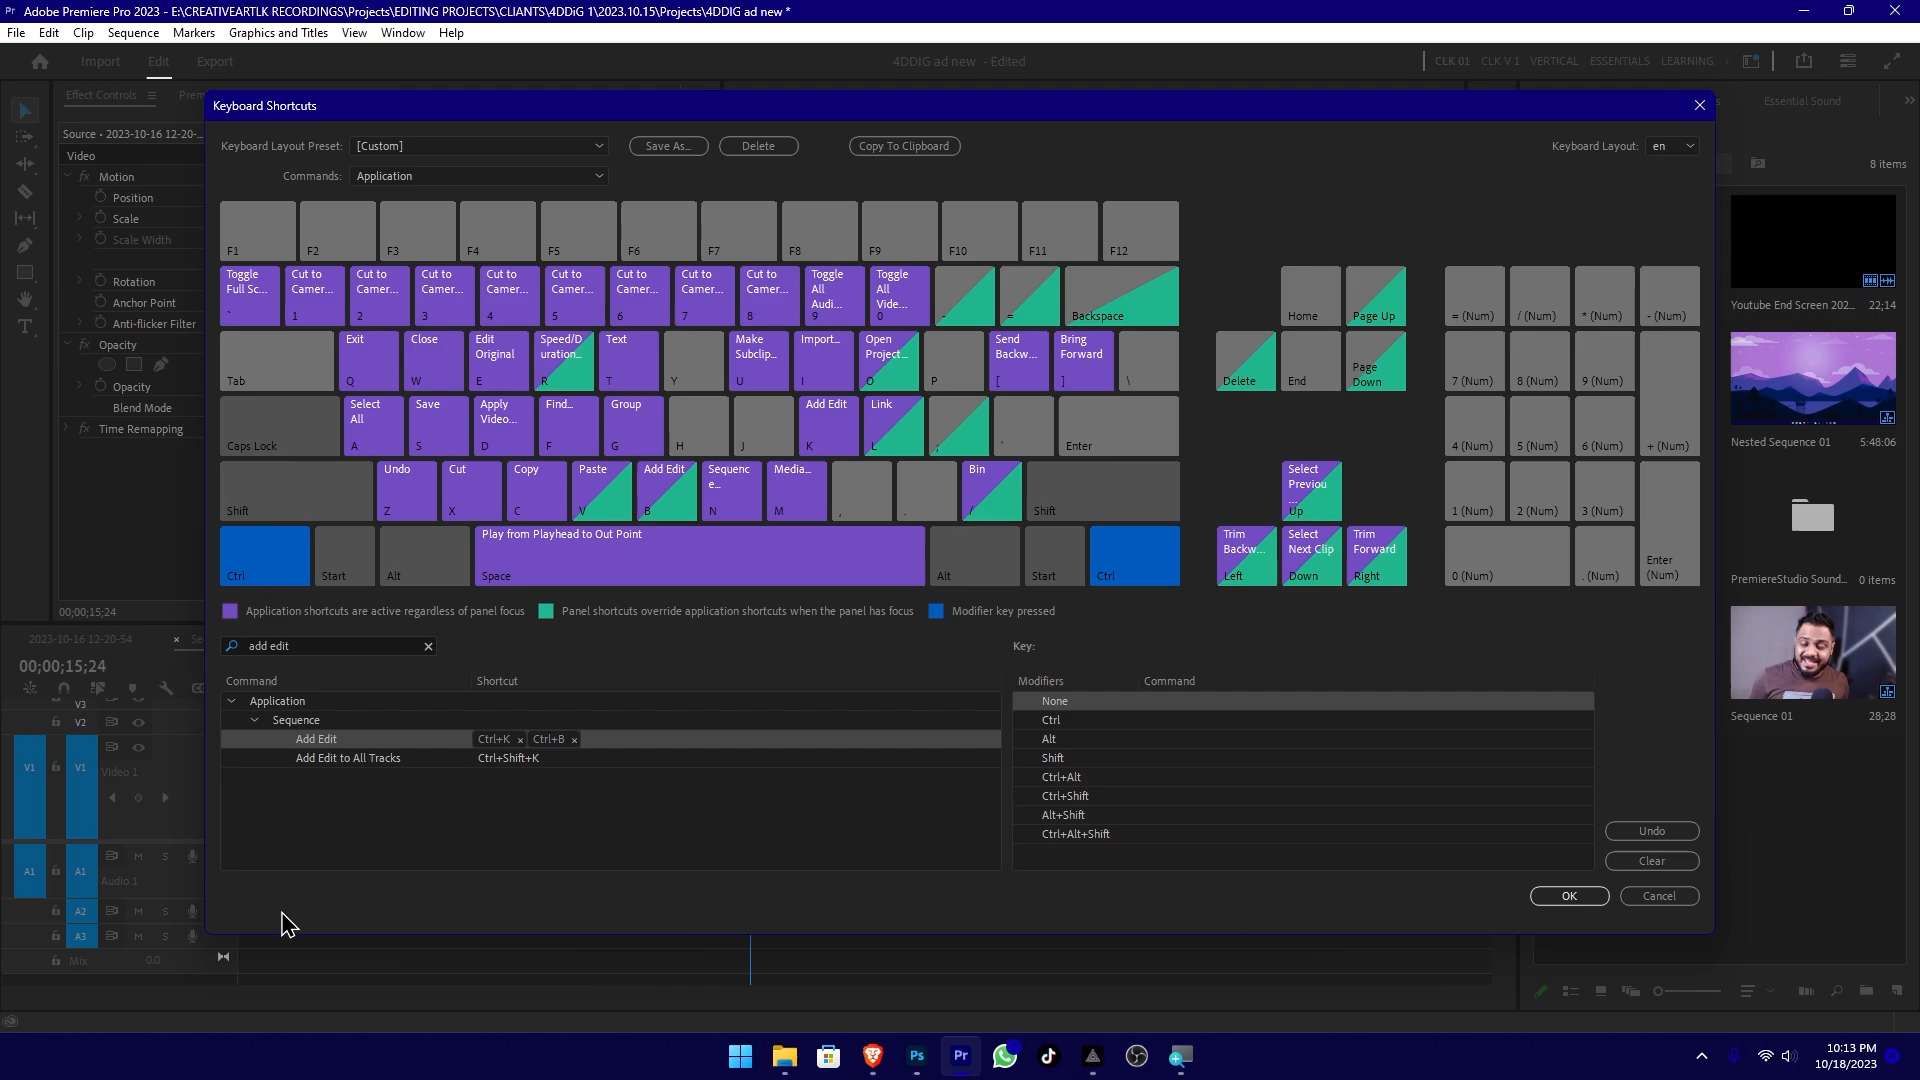 Pr Adobe Premiere Pro 2023 - E:\CREATIVEARTLK RECORDINGS\Projects\EDITING PROJECTS\CLIANTS\4DDiG 1\2023.10.15\Projects\4DDIG ad new *
File Edit Clip Sequence Markers Graphics and Titles View Window Help
Import Edit Export 4DDIG ad new - Edited CLK 01 CLK V 1 VERTICAL ESSENTIALS LEARNING
Effect Controls Essential Sound
Keyboard Shortcuts
Source • 2023-10-16 12-20-...
Keyboard Layout Preset: [Custom] Save As... Delete Copy To Clipboard Keyboard Layout: en
Commands: Application
8 items
Video
fx Motion
Position
Scale
Scale Width
Rotation
Anchor Point
Anti-flicker Filter
fx Opacity
Opacity
Blend Mode
fx Time Remapping
00;00;15;24
F1 F2 F3 F4 F5 F6 F7 F8 F9 F10 F11 F12
Toggle Full Sc... `
Cut to Camer... 1
Cut to Camer... 2
Cut to Camer... 3
Cut to Camer... 4
Cut to Camer... 5
Cut to Camer... 6
Cut to Camer... 7
Cut to Camer... 8
Toggle All Audi... 9
Toggle All Vide... 0
- = Backspace
Home Page Up
= (Num) / (Num) * (Num) - (Num)
Tab
Exit Q
Close W
Edit Original E
Speed/D uration... R
Text T
Y
Make Subclip... U
Import... I
Open Project... O
P
Send Backw... [
Bring Forward ]
\
Delete End Page Down
7 (Num) 8 (Num) 9 (Num)
Caps Lock
Select All A
Save S
Apply Video... D
Find... F
Group G
H J
Add Edit K
Link L
; ' Enter
4 (Num) 5 (Num) 6 (Num) + (Num)
Shift
Undo Z
Cut X
Copy C
Paste V
Add Edit B
Sequenc e... N
Media... M
, .
Bin /
Shift
Select Previou ... Up
1 (Num) 2 (Num) 3 (Num)
Ctrl Start Alt
Play from Playhead to Out Point
Space
Alt Start Ctrl
Trim Backw... Left
Select Next Clip Down
Trim Forward Right
0 (Num) . (Num) Enter (Num)
Application shortcuts are active regardless of panel focus Panel shortcuts override application shortcuts when the panel has focus Modifier key pressed
add edit
Key:
Command Shortcut
Modifiers Command
Application
Sequence
Add Edit Ctrl+K × Ctrl+B ×
Add Edit to All Tracks Ctrl+Shift+K
None
Ctrl
Alt
Shift
Ctrl+Alt
Ctrl+Shift
Alt+Shift
Ctrl+Alt+Shift
Undo
Clear
OK Cancel
Youtube End Screen 202... 22;14
Nested Sequence 01 5:48:06
PremiereStudio Sound... 0 items
Sequence 01 28;28
2023-10-16 12-20-54
00;00;15;24
V3
V2
V1 V1 Video 1
A1 A1 M S Audio 1
A2 M S
A3 M S
Mix 0.0
Ps Pr
10:13 PM
10/18/2023